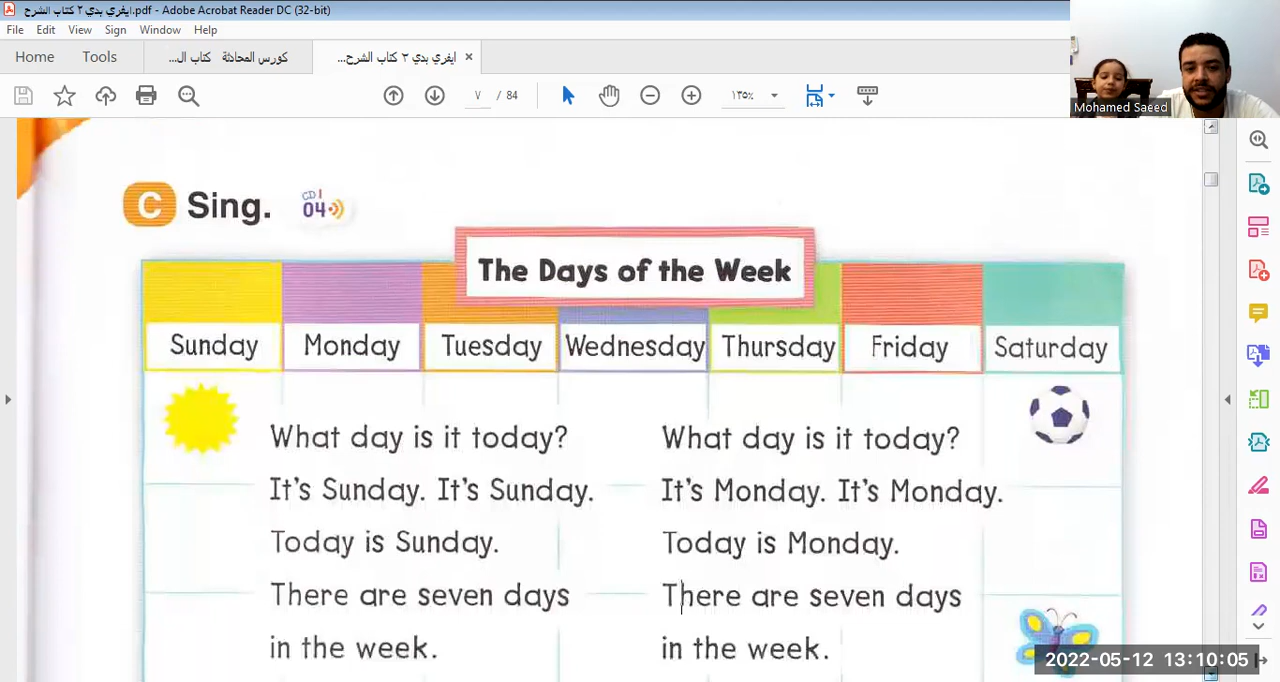 ايفري بدي ٢ كتاب الشرح.pdf - Adobe Acrobat Reader DC (32-bit)
File Edit View Sign Window Help
Home Tools كورس المحادثة كتاب ال... ايفري بدي ٢ كتاب الشرح... ×
٧ / 84 ١٣٥%
Mohamed Saeed
C Sing. CD1 04
The Days of the Week
Sunday Monday Tuesday Wednesday Thursday Friday Saturday
What day is it today?
It's Sunday. It's Sunday.
Today is Sunday.
There are seven days
in the week.
What day is it today?
It's Monday. It's Monday.
Today is Monday.
There are seven days
in the week.
2022-05-12 13:10:05